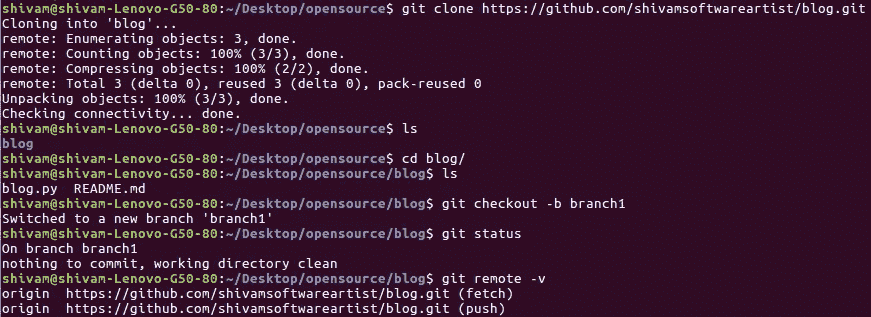 shivam@shivam-Lenovo-G50-80:~/Desktop/opensource$ git clone https://github.com/shivamsoftwareartist/blog.git
Cloning into 'blog'...
remote: Enumerating objects: 3, done.
remote: Counting objects: 100% (3/3), done.
remote: Compressing objects: 100% (2/2), done.
remote: Total 3 (delta 0), reused 3 (delta 0), pack-reused 0
Unpacking objects: 100% (3/3), done.
Checking connectivity... done.
shivam@shivam-Lenovo-G50-80:~/Desktop/opensource$ ls
blog
shivam@shivam-Lenovo-G50-80:~/Desktop/opensource$ cd blog/
shivam@shivam-Lenovo-G50-80:~/Desktop/opensource/blog$ ls
blog.py  README.md
shivam@shivam-Lenovo-G50-80:~/Desktop/opensource/blog$ git checkout -b branch1
Switched to a new branch 'branch1'
shivam@shivam-Lenovo-G50-80:~/Desktop/opensource/blog$ git status
On branch branch1
nothing to commit, working directory clean
shivam@shivam-Lenovo-G50-80:~/Desktop/opensource/blog$ git remote -v
origin  https://github.com/shivamsoftwareartist/blog.git (fetch)
origin  https://github.com/shivamsoftwareartist/blog.git (push)